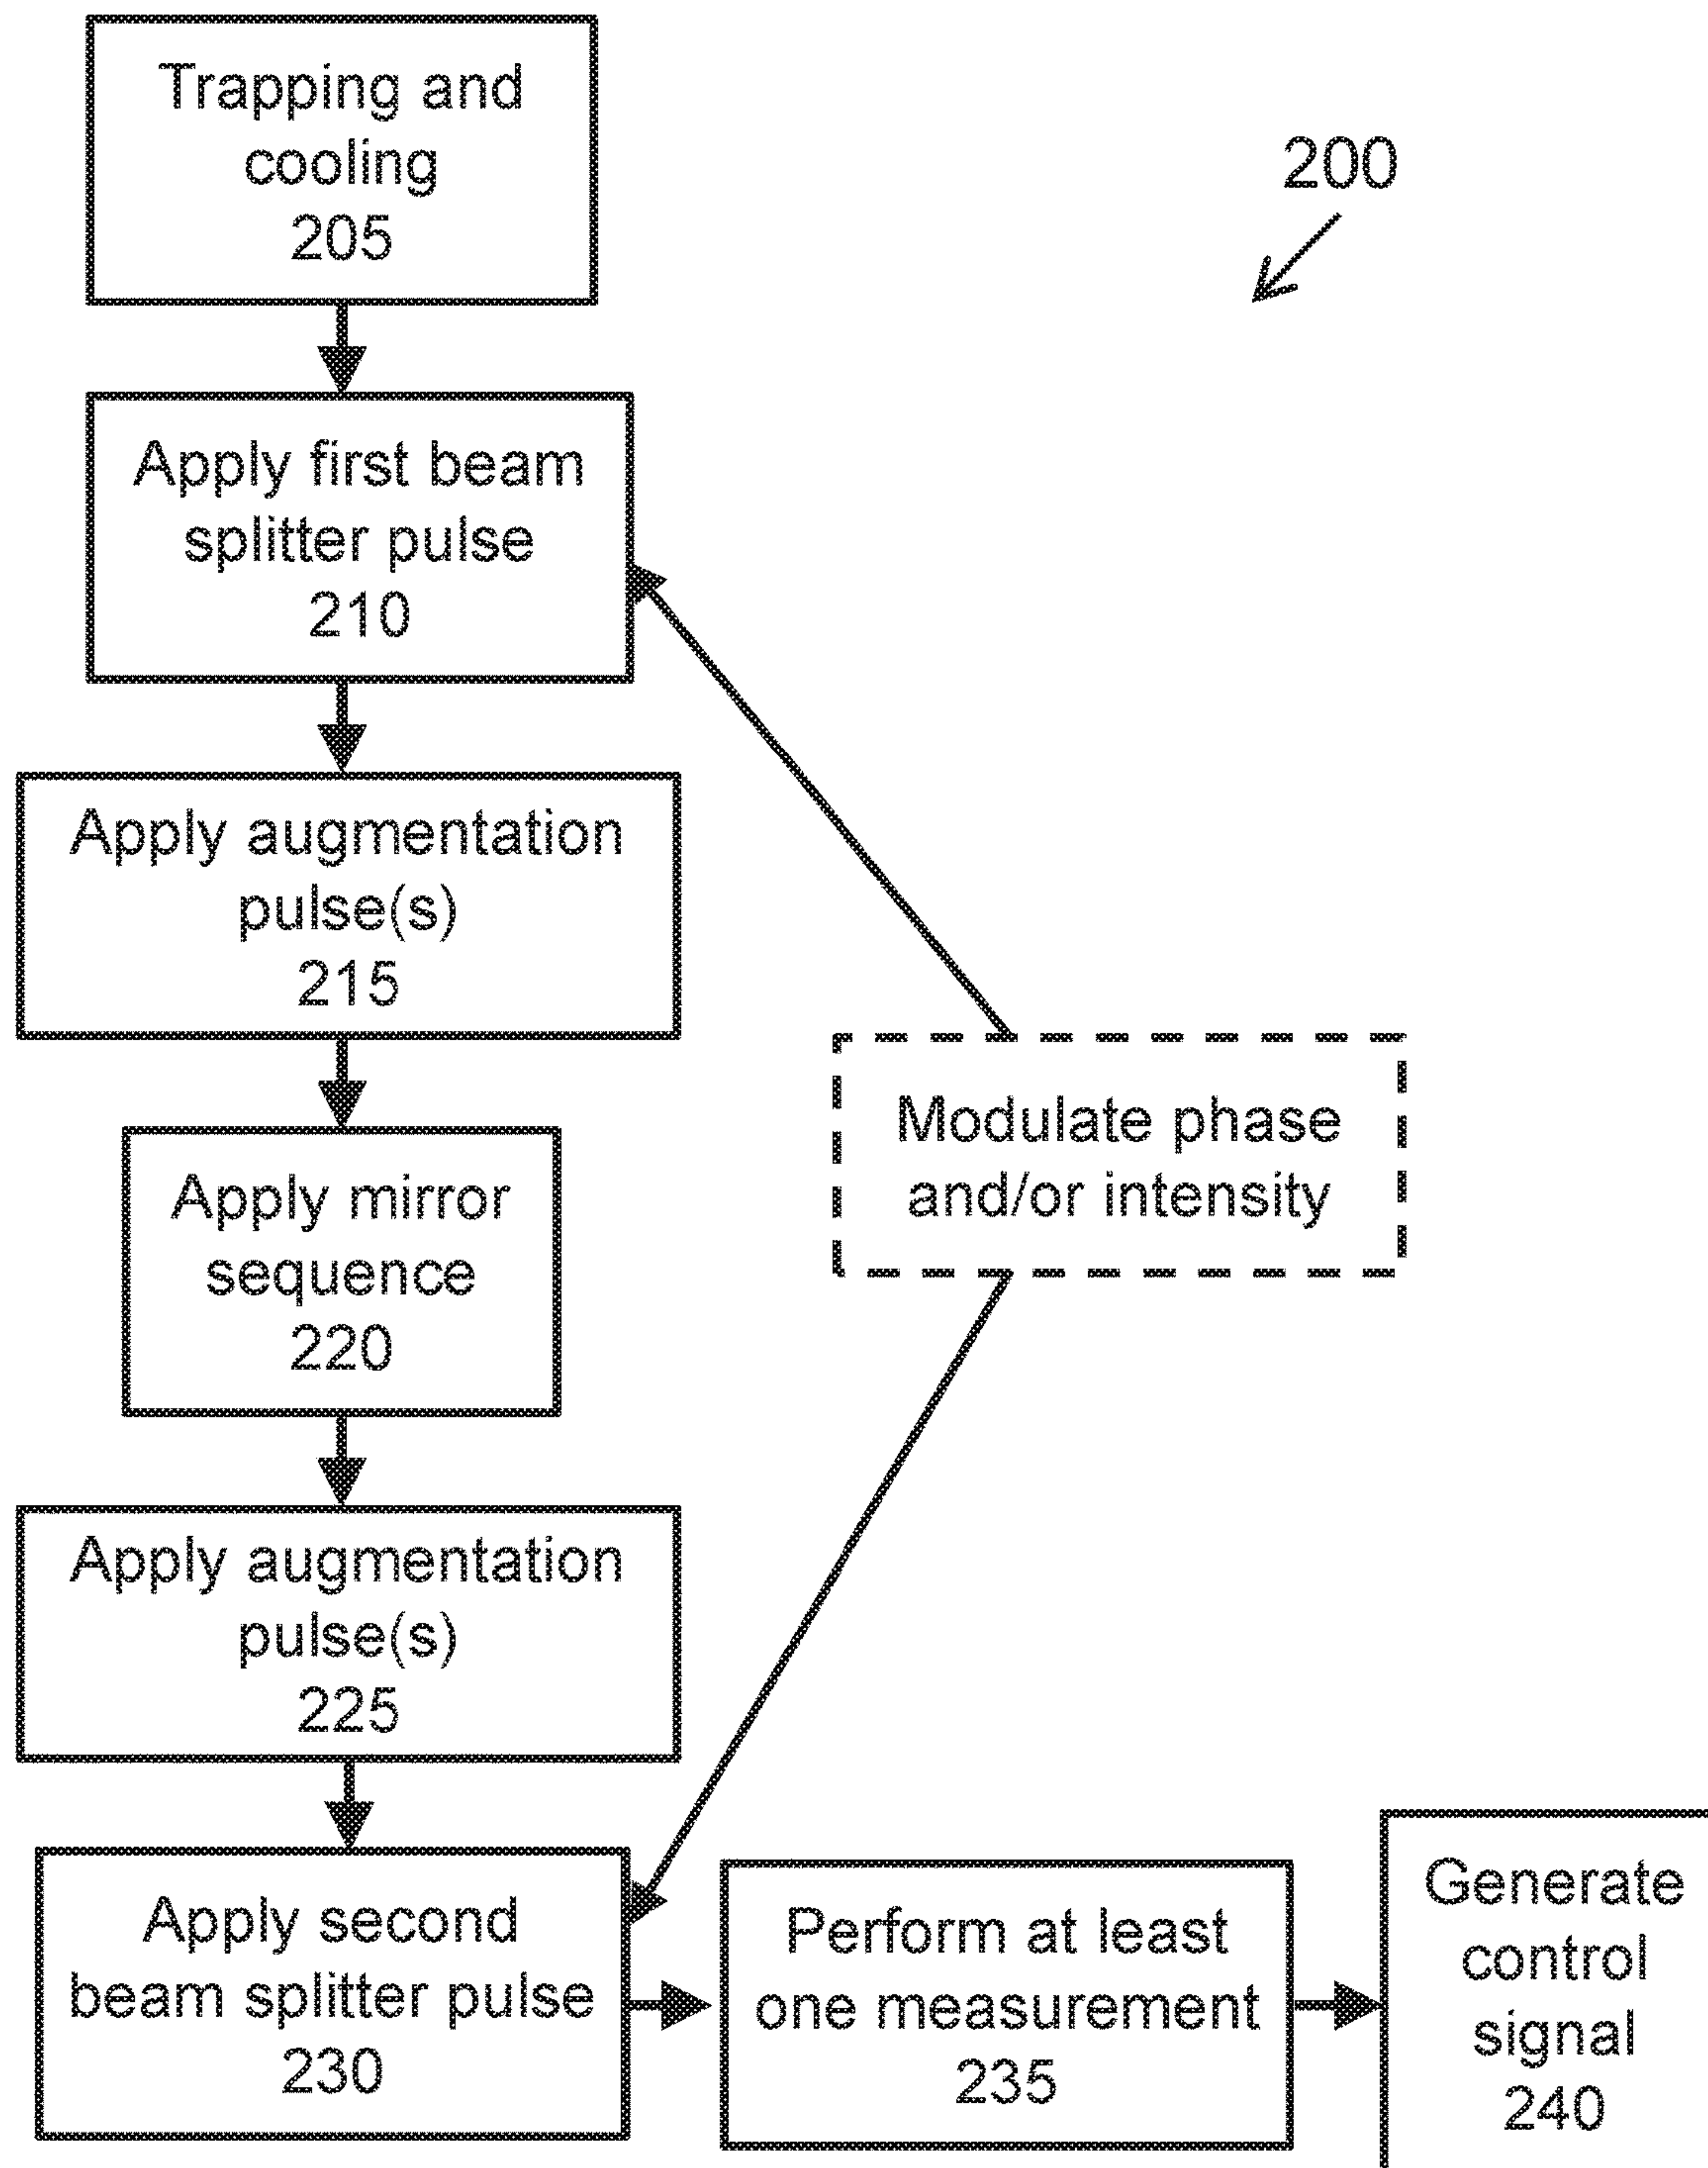 Trapping and
cooling
205
200
Apply first beam
splitter pulse
210
Apply augmentation
pulse(s)
215
Modulate phase
and/or intensity
Apply mirror
sequence
220
Apply augmentation
pulse(s)
225
Apply second
beam splitter pulse
230
Perform at least
one measurement
235
Generate
control
signal
240